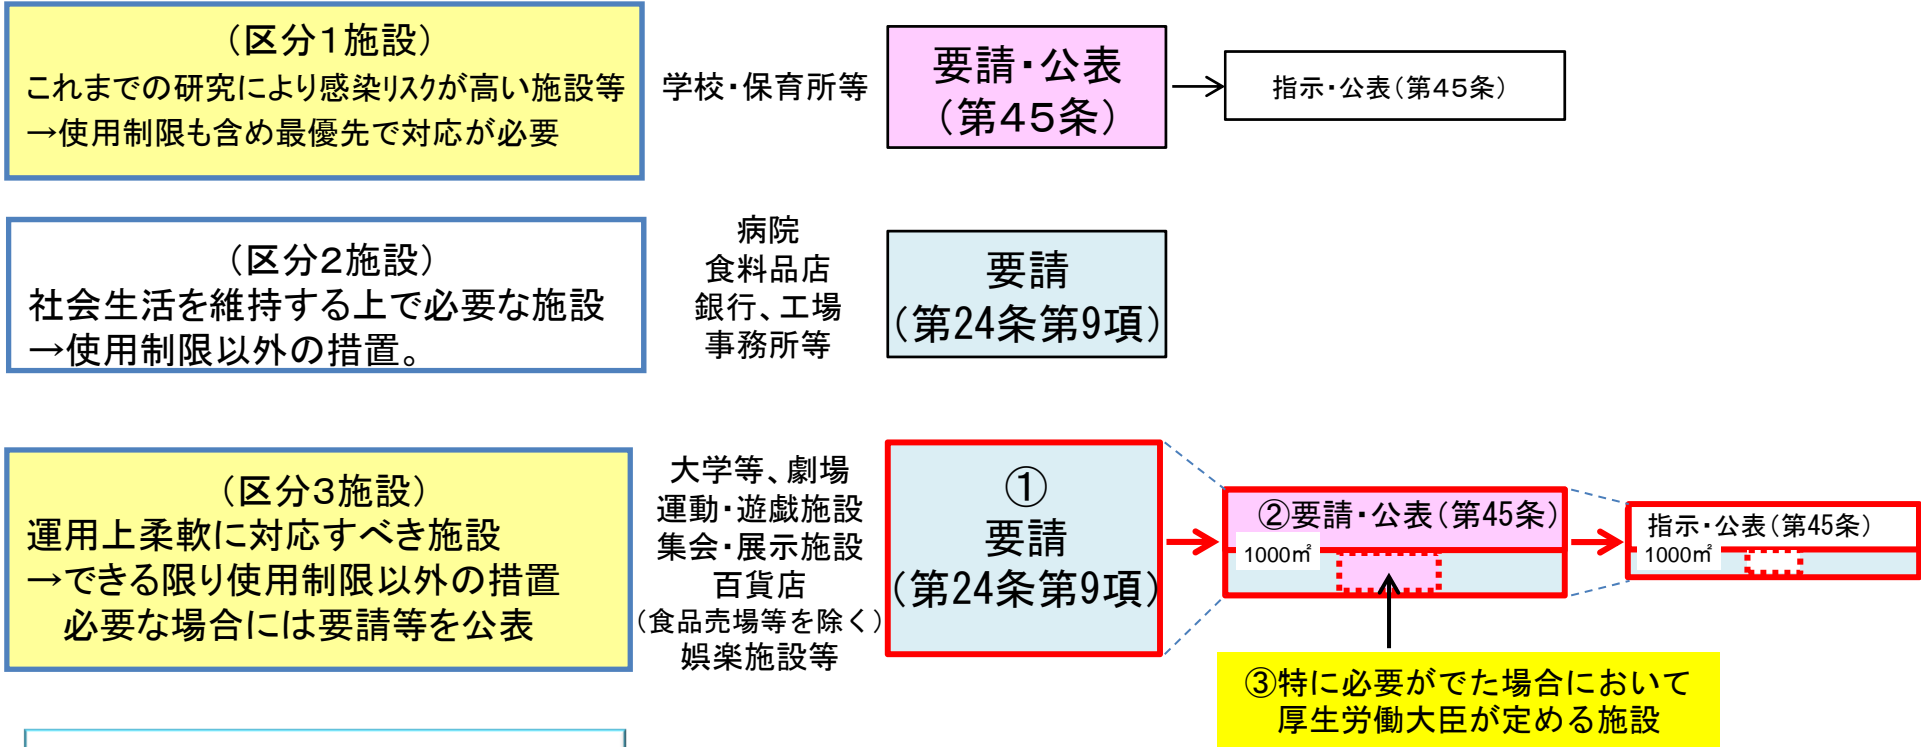 （区分１施設）
これまでの研究により感染リスクが高い施設等
→使用制限も含め最優先で対応が必要
学校・保育所等
要請・公表
（第４５条）
指示・公表（第４５条）
（区分２施設）
社会生活を維持する上で必要な施設
→使用制限以外の措置。
病院
食料品店
銀行、工場
事務所等
要請
（第24条第9項）
（区分３施設）
運用上柔軟に対応すべき施設
→できる限り使用制限以外の措置
必要な場合には要請等を公表
大学等、劇場
運動・遊戯施設
集会・展示施設
百貨店
（食品売場等を除く）
娯楽施設等
①
要請
（第24条第9項）
②要請・公表（第45条）
1000㎡
指示・公表（第45条）
1000㎡
③特に必要がでた場合において
厚生労働大臣が定める施設